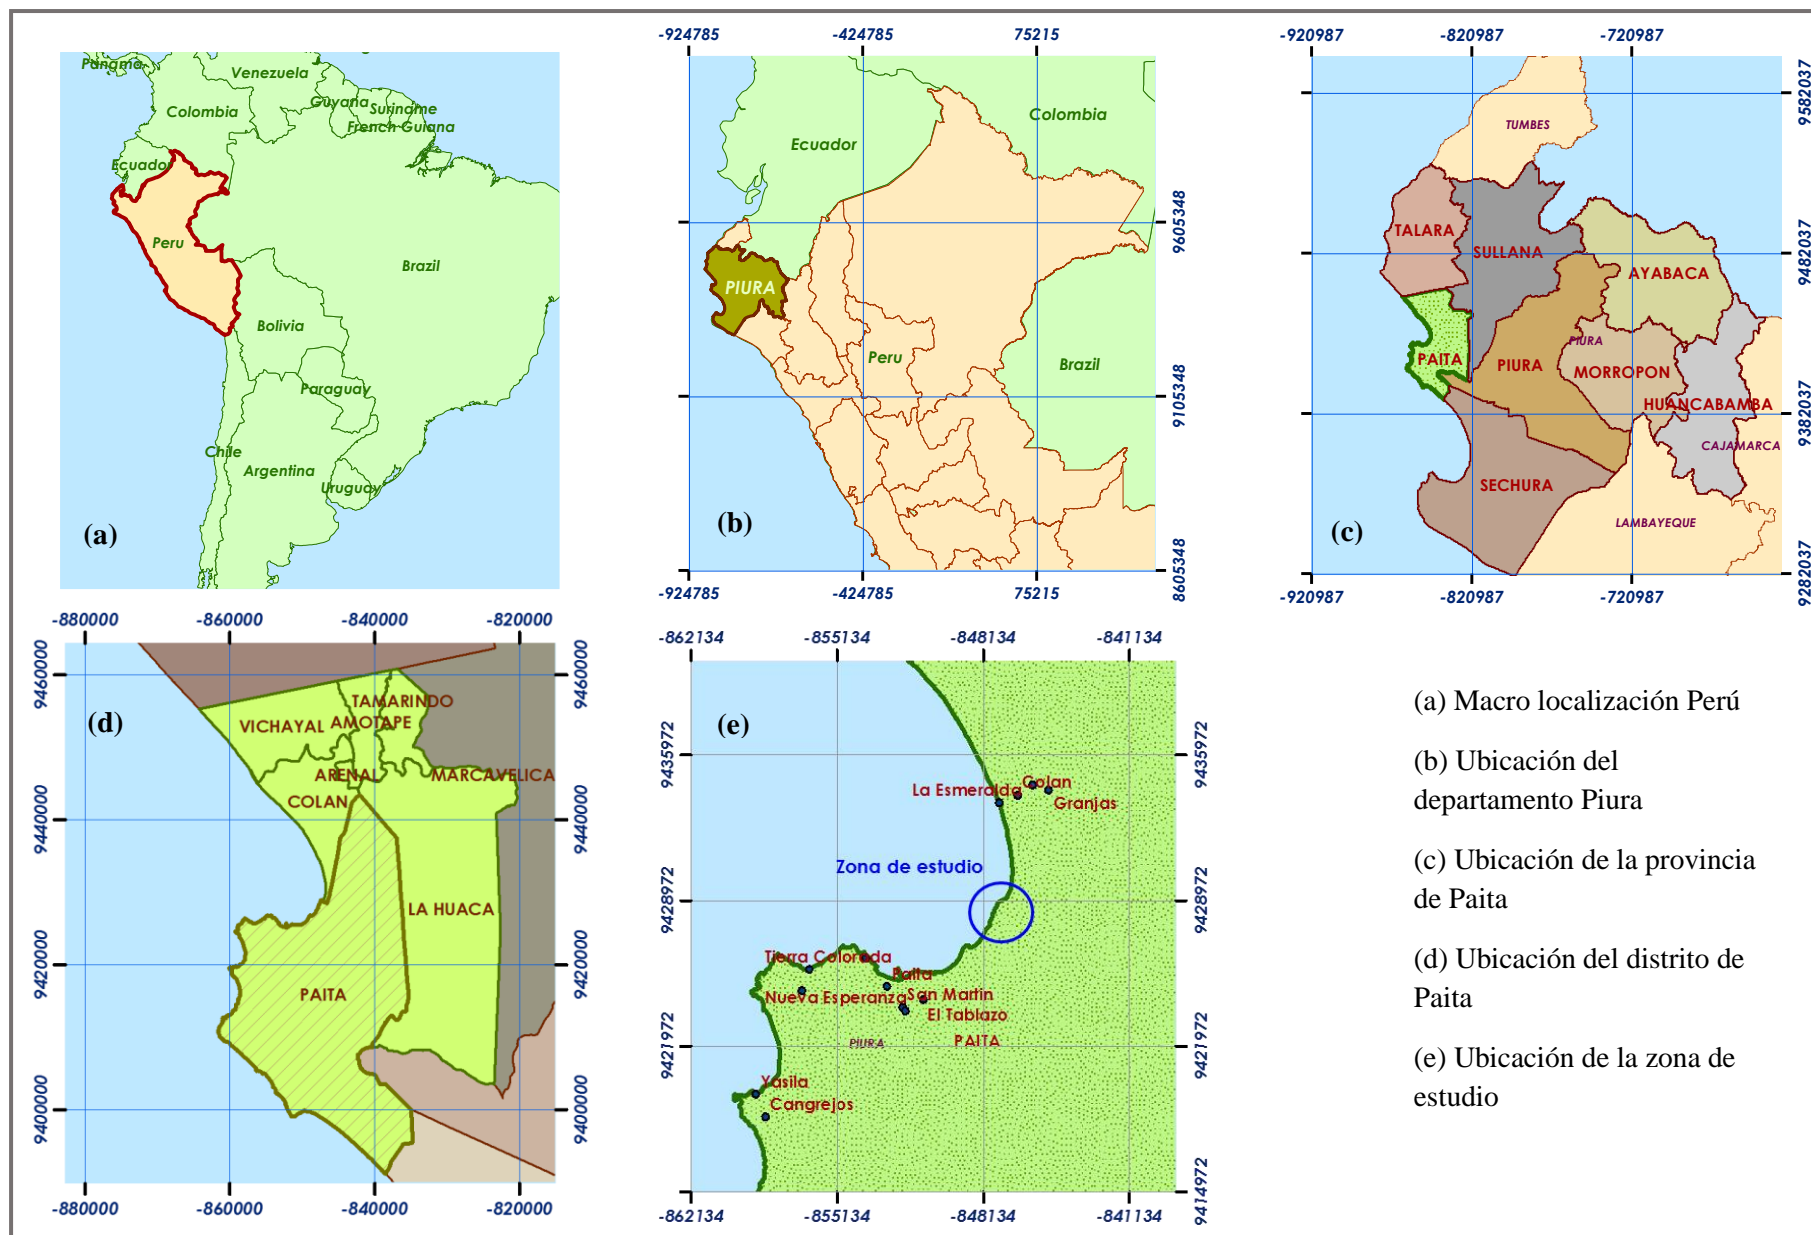 Panama
Venezuela
Guyana
Suriname
Colombia
French Guiana
Ecuador
Peru
Brazil
Bolivia
Paraguay
Chile
Argentina
Uruguay
(a)
-924785 -424785 75215
Colombia
Ecuador
9605348
PIURA
Peru
Brazil
9105348
(b)
8605348
-924785 -424785 75215
-920987 -820987 -720987
9582037
TUMBES
TALARA
SULLANA
9482037
AYABACA
PIURA
PAITA
PIURA
MORROPON
HUANCABAMBA
9382037
CAJAMARCA
SECHURA
LAMBAYEQUE
(c)
9282037
-920987 -820987 -720987
-880000 -860000 -840000 -820000
9460000 9460000
TAMARINDO
VICHAYAL AMOTAPE
(d)
ARENAL MARCAVELICA
COLAN
9440000 9440000
LA HUACA
9420000 9420000
PAITA
9400000 9400000
-880000 -860000 -840000 -820000
-862134 -855134 -848134 -841134
(e)
9435972 9435972
La Esmeralda Colan
Granjas
Zona de estudio
9428972 9428972
Tierra Colorada
Paita
Nueva Esperanza San Martin
El Tablazo
PIURA PAITA
9421972 9421972
Yasila
Cangrejos
9414972 9414972
-862134 -855134 -848134 -841134
(a) Macro localización Perú
(b) Ubicación del
departamento Piura
(c) Ubicación de la provincia
de Paita
(d) Ubicación del distrito de
Paita
(e) Ubicación de la zona de
estudio